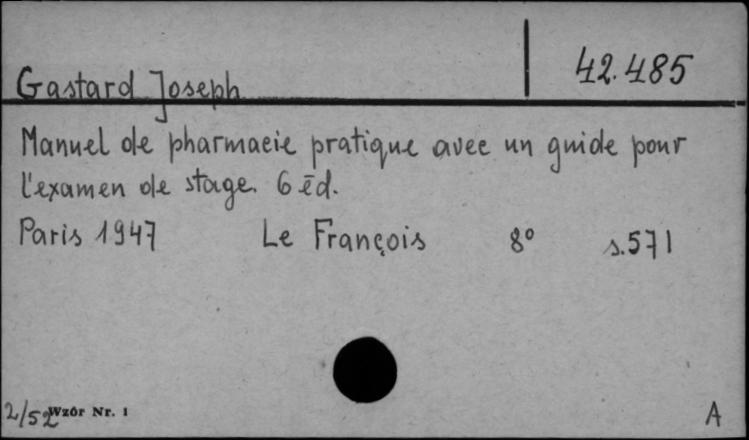 42.485
Gastard Joseph
Manuel de pharmacie pratique avec un guide pour
l'examen de stage. 6 éd.
Paris 1947 Le François 8° s.571
2/52 Wzór Nr. 1 A